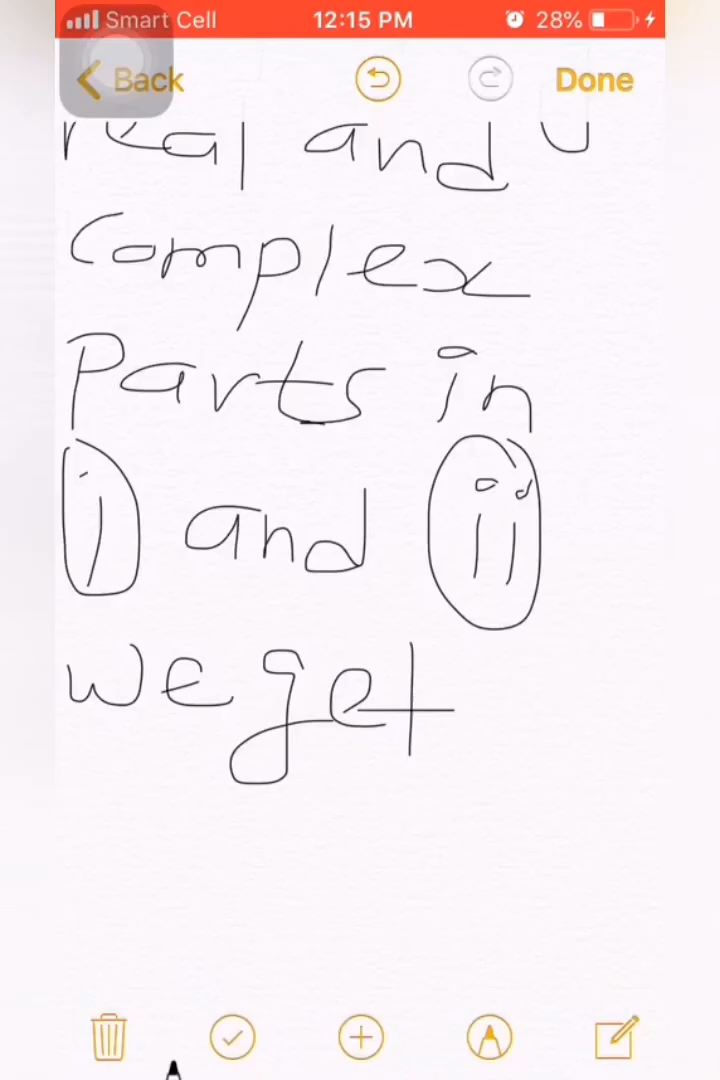 Smart Cell 12:15 PM 28%
Back Done
real and
Complex
Parts in
i and ii
we get